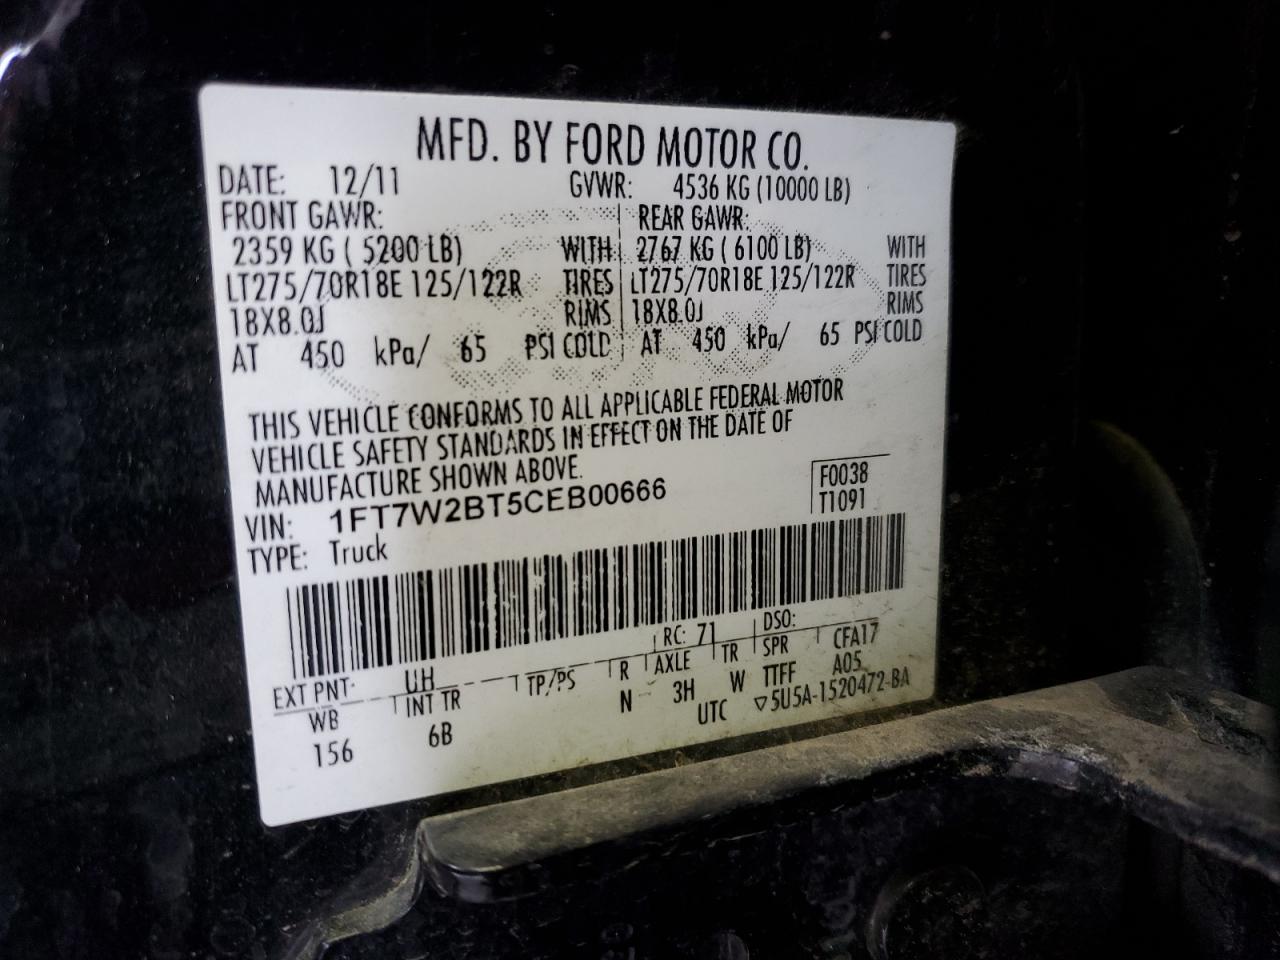 MFD. BY FORD MOTOR CO.
DATE: 12/11 GVWR: 4536 KG (10000 LB)
FRONT GAWR: REAR GAWR:
2359 KG ( 5200 LB) WITH 2767 KG ( 6100 LB) WITH
LT275/70R18E 125/122R TIRES LT275/70R18E 125/122R TIRES
18X8.0J RIMS 18X8.0J RIMS
AT 450 kPa/ 65 PSI COLD AT 450 kPa/ 65 PSI COLD
THIS VEHICLE CONFORMS TO ALL APPLICABLE FEDERAL MOTOR
VEHICLE SAFETY STANDARDS IN EFFECT ON THE DATE OF
MANUFACTURE SHOWN ABOVE.
VIN: 1FT7W2BT5CEB00666 F0038
TYPE: Truck T1091
EXT PNT: UH RC: 71 DSO:
WB INT TR TP/PS R AXLE TR SPR CFA17
156 6B N 3H W TTFF A05
UTC ▽5U5A-1520472-BA